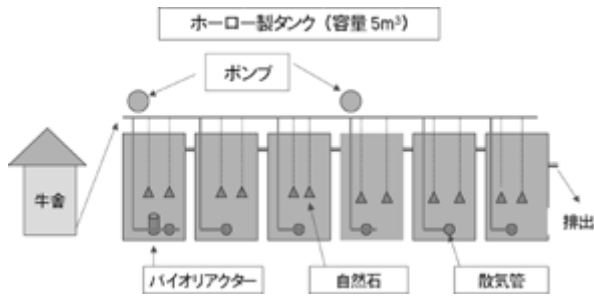 ホーロー製タンク（容量 5m³）
ポンプ
牛舎
排出
バイオリアクター
自然石
散気管